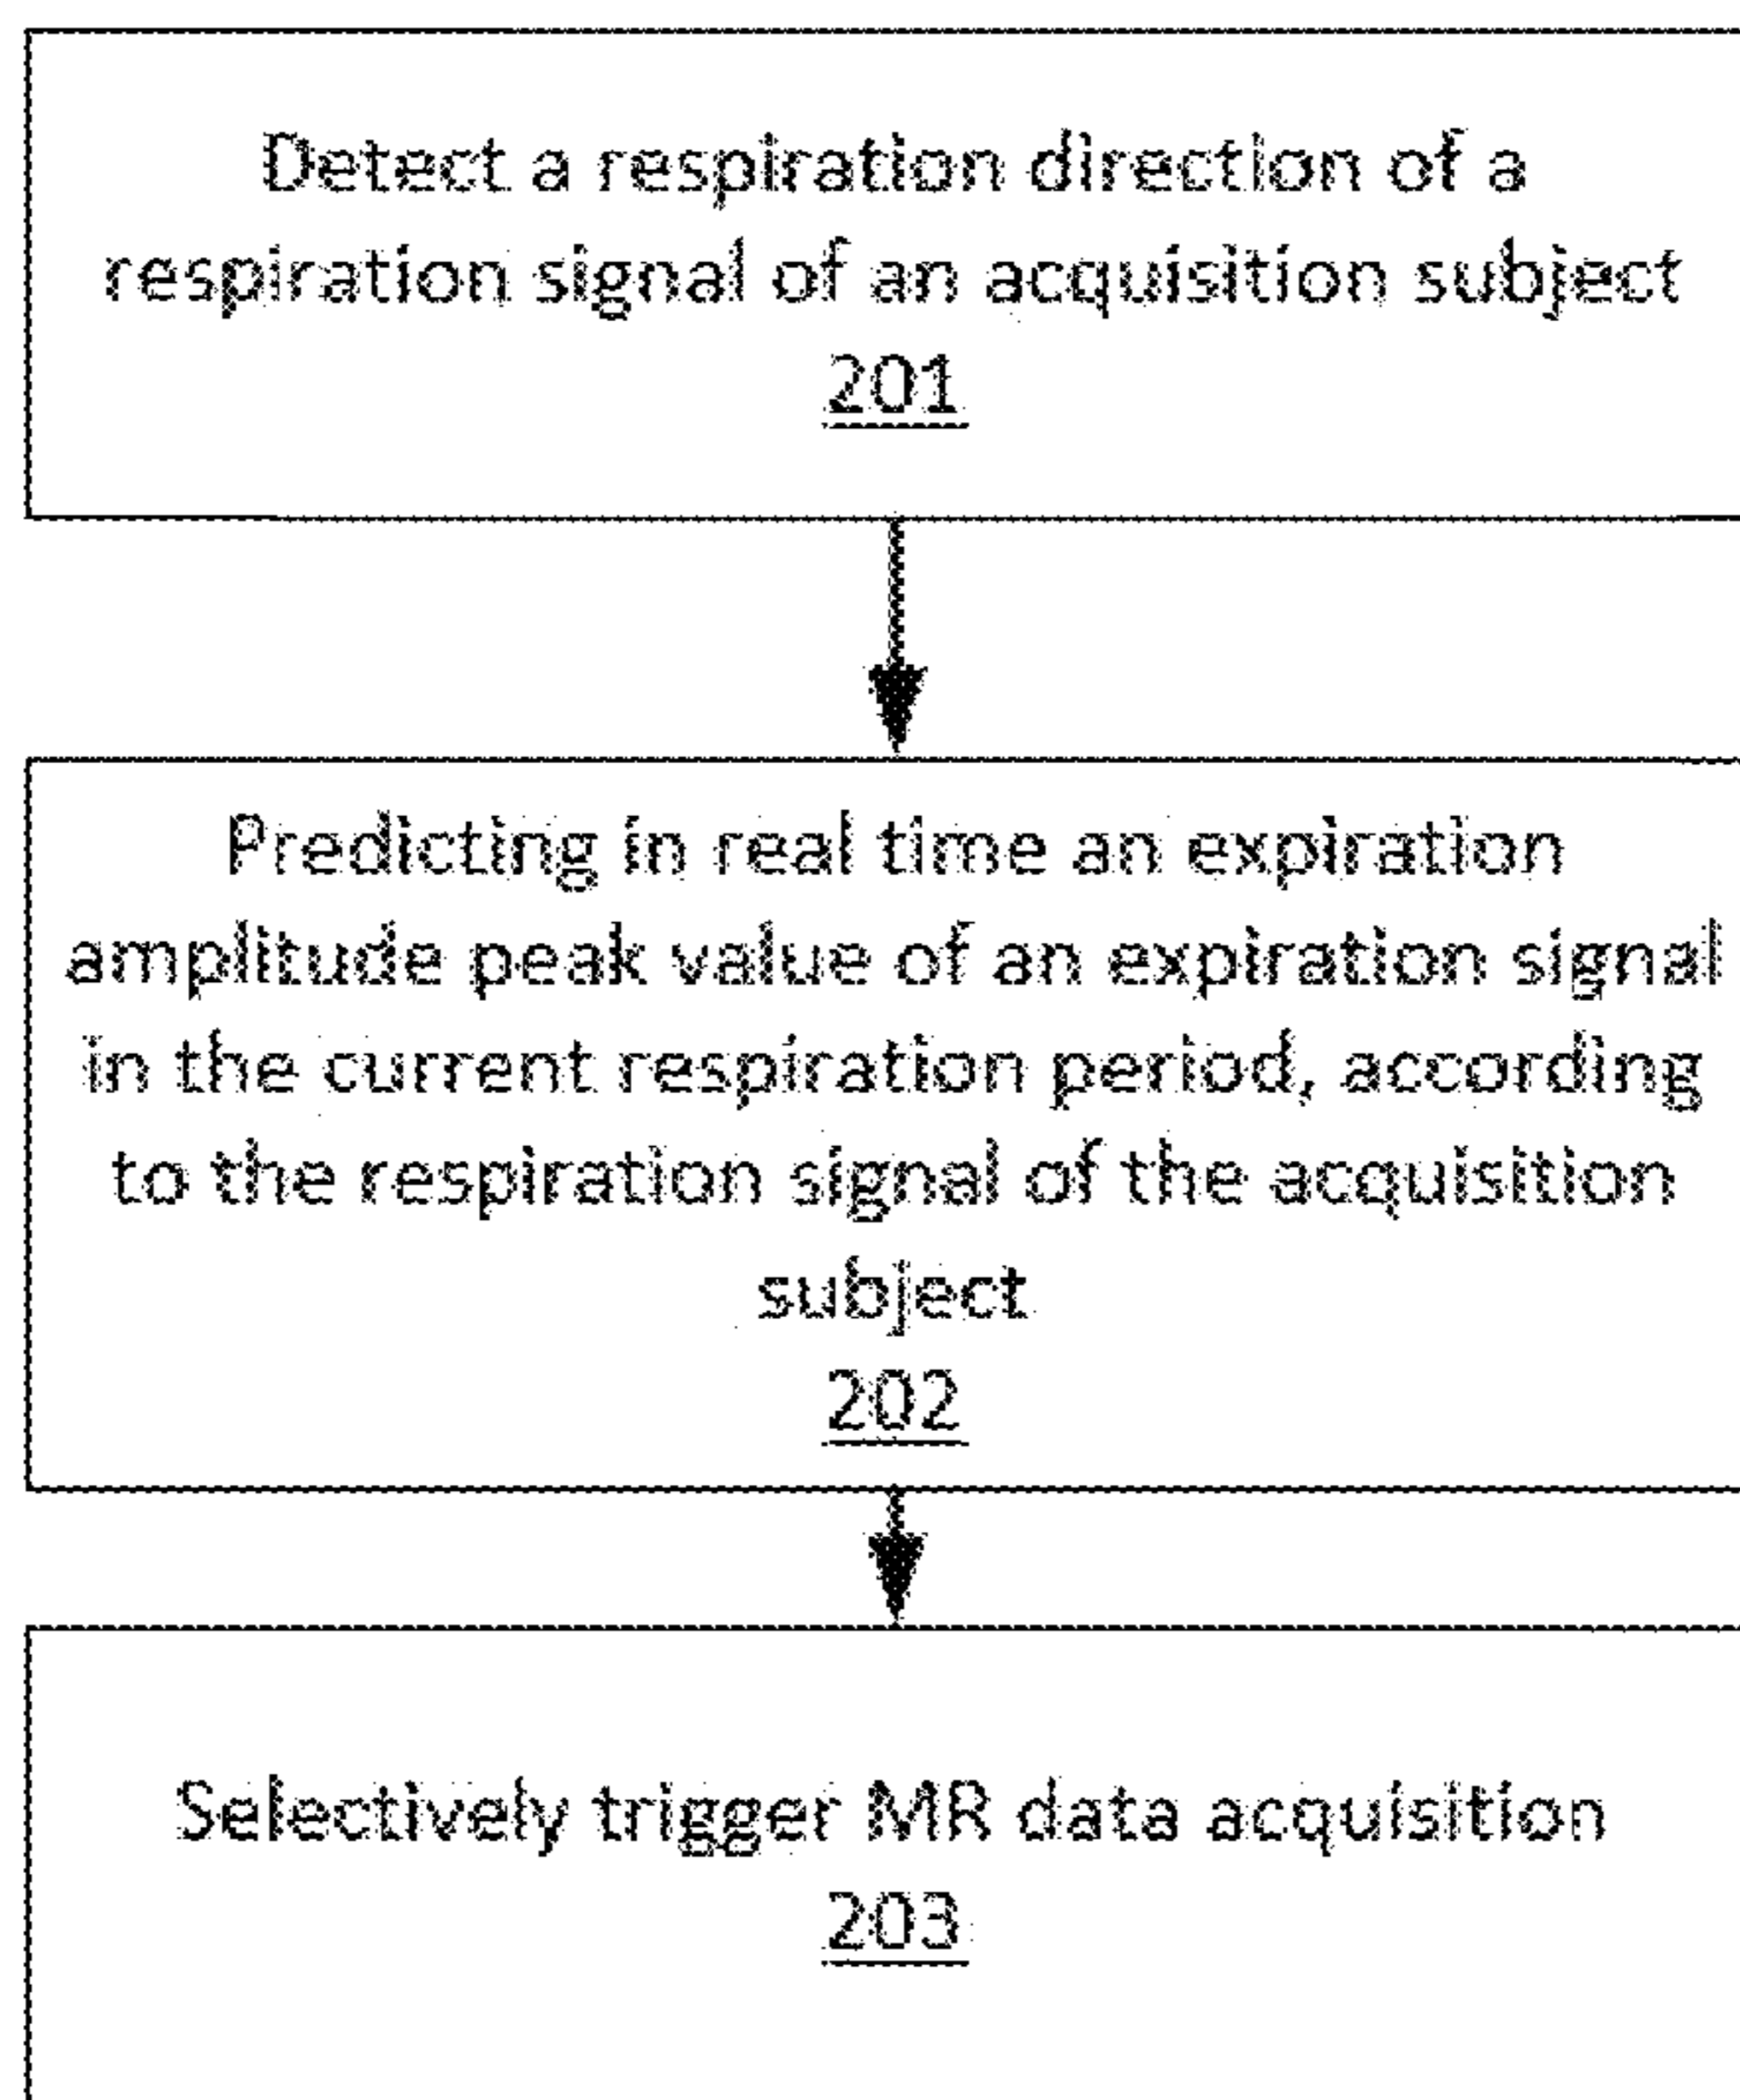 Detect a respiration direction of a
respiration signal of an acquisition subject
201
Predicting in real time an expiration
amplitude peak value of an expiration signal
in the current respiration period, according
to the respiration signal of the acquisition
subject
202
Selectively trigger MR data acquisition
203